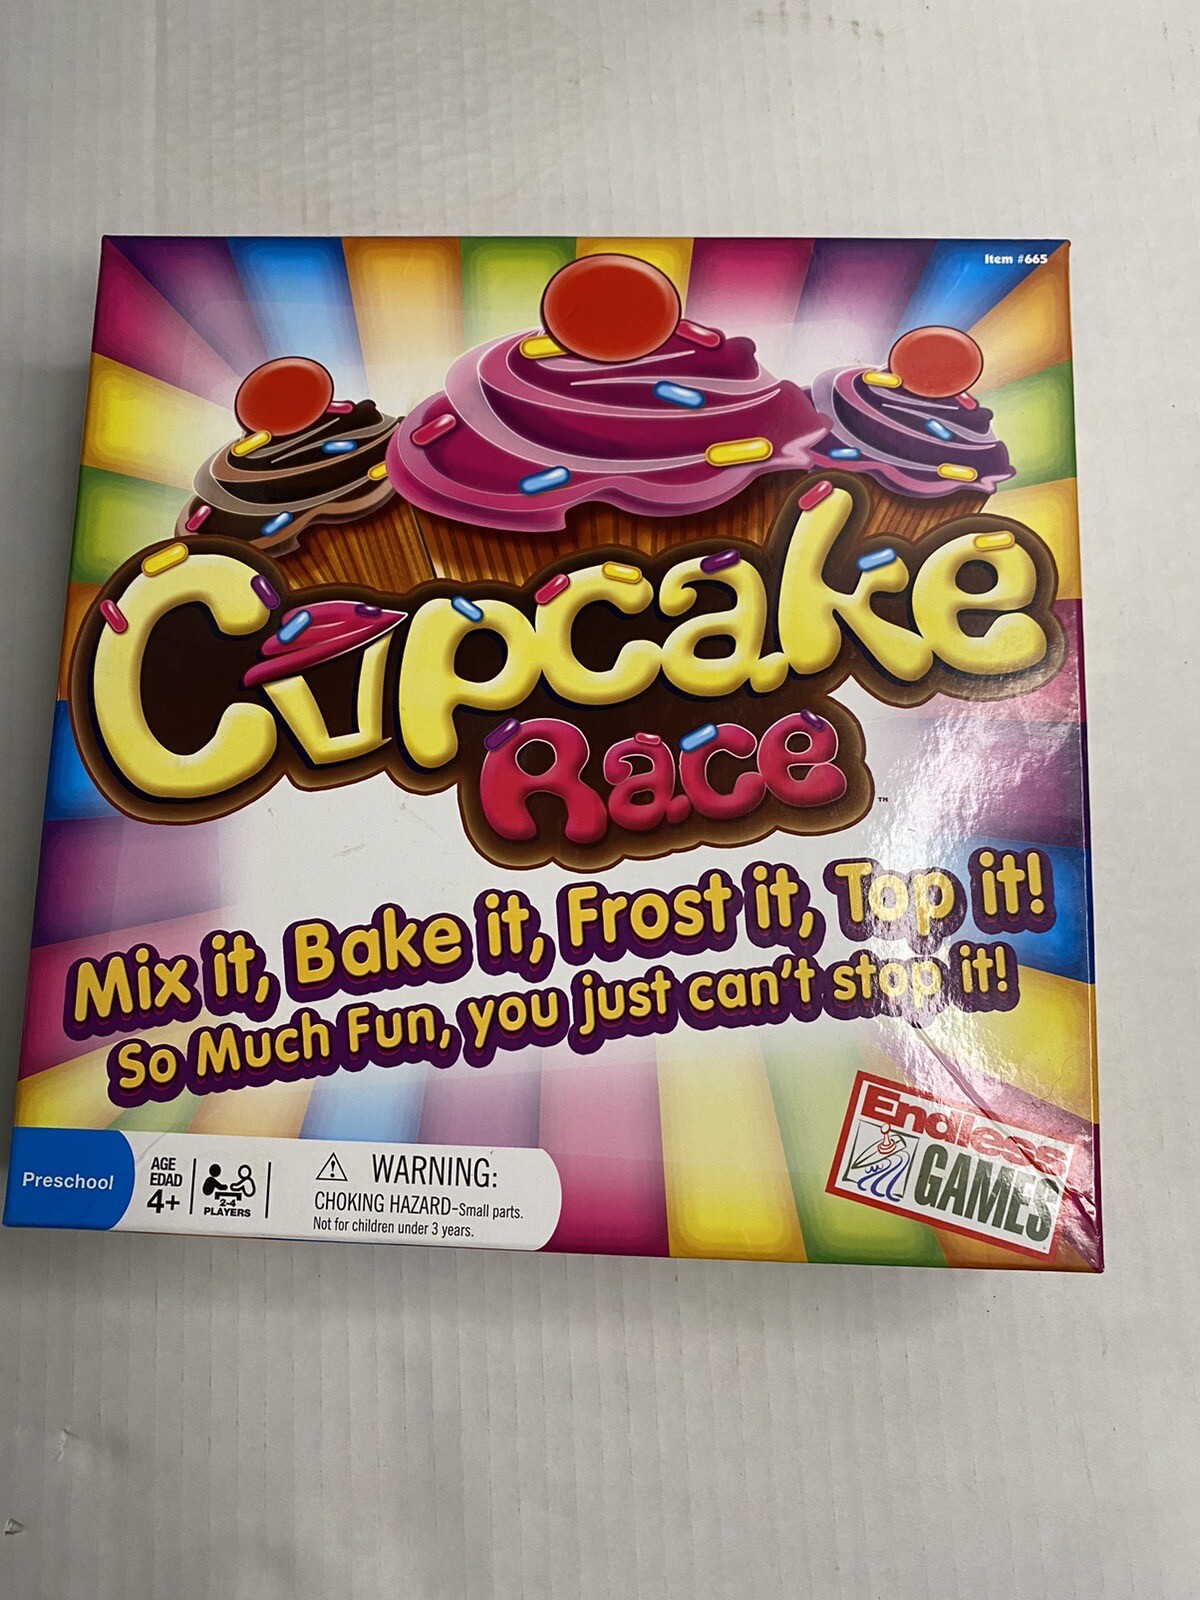 Item #665
Cupcake
Race
TM
Mix it, Bake it, Frost it, Top it!
So Much Fun, you just can't stop it!
Endless
GAMES
Preschool
AGE
EDAD
4+
2-4
PLAYERS
⚠ WARNING:
CHOKING HAZARD-Small parts.
Not for children under 3 years.